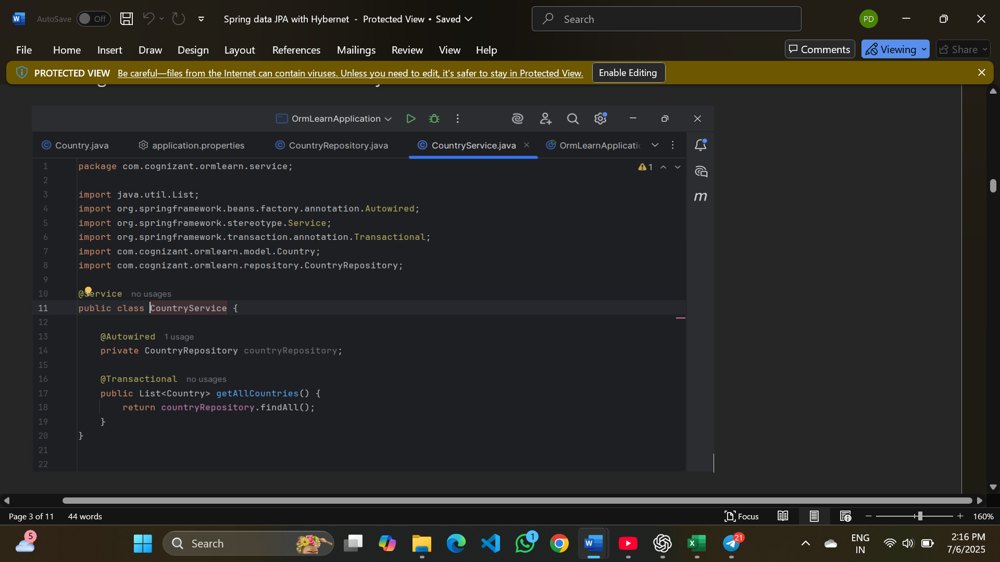 AutoSave Off Spring data JPA with Hybernet - Protected View • Saved Search PD
File Home Insert Draw Design Layout References Mailings Review View Help Comments Viewing Share
PROTECTED VIEW Be careful—files from the Internet can contain viruses. Unless you need to edit, it's safer to stay in Protected View. Enable Editing
OrmLearnApplication
Country.java application.properties CountryRepository.java CountryService.java OrmLearnApplicatic
1 package com.cognizant.ormlearn.service; 1
2
3 import java.util.List;
4 import org.springframework.beans.factory.annotation.Autowired;
5 import org.springframework.stereotype.Service;
6 import org.springframework.transaction.annotation.Transactional;
7 import com.cognizant.ormlearn.model.Country;
8 import com.cognizant.ormlearn.repository.CountryRepository;
9
10 @Service no usages
11 public class CountryService {
12
13 @Autowired 1 usage
14 private CountryRepository countryRepository;
15
16 @Transactional no usages
17 public List<Country> getAllCountries() {
18 return countryRepository.findAll();
19 }
20 }
21
22
Page 3 of 11 44 words Focus 160%
5 Search 1 21 ENG 2:16 PM
IN 7/6/2025